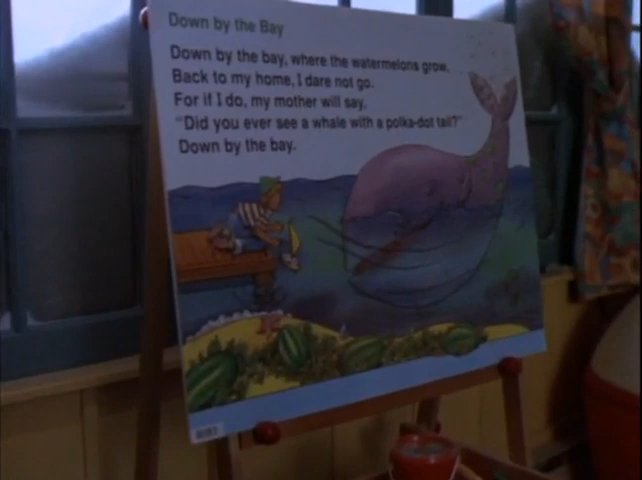 Down by the Bay
Down by the bay, where the watermelons grow,
Back to my home, I dare not go.
For if I do, my mother will say,
"Did you ever see a whale with a polka-dot tail?"
Down by the bay.